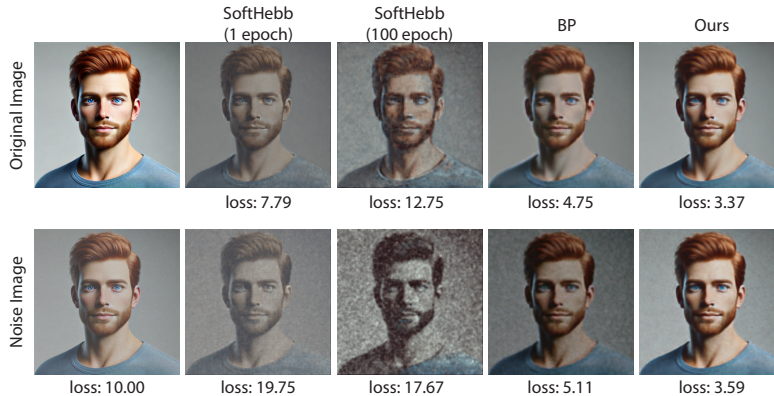 SoftHebb
(1 epoch)
SoftHebb
(100 epoch)
BP
Ours
Original Image
loss: 7.79
loss: 12.75
loss: 4.75
loss: 3.37
Noise Image
loss: 10.00
loss: 19.75
loss: 17.67
loss: 5.11
loss: 3.59